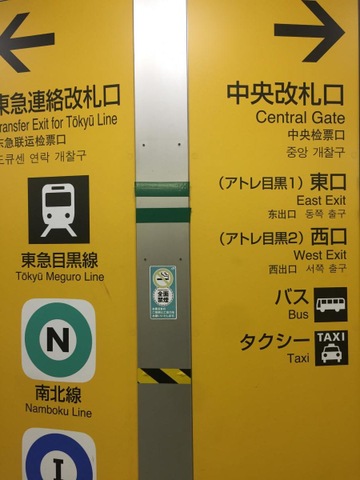 東急連絡改札口
Transfer Exit for Tōkyū Line
东急联运检票口
도큐센 연락 개찰구
東急目黒線
Tōkyū Meguro Line
N
南北線
Namboku Line
I
全面
禁煙
中央改札口
Central Gate
中央检票口
중앙 개찰구
(アトレ目黒1) 東口
East Exit
东出口 동쪽 출구
(アトレ目黒2) 西口
West Exit
西出口 서쪽 출구
バス
Bus
タクシー TAXI
Taxi